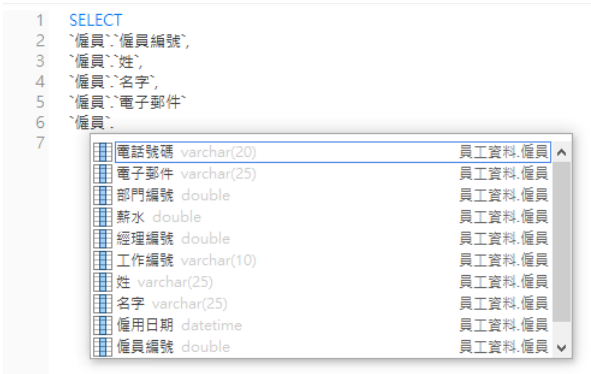 1 SELECT
2 `僱員`.`僱員編號`,
3 `僱員`.`姓`,
4 `僱員`.`名字`,
5 `僱員`.`電子郵件`
6 `僱員`.
7
電話號碼 varchar(20) 員工資料.僱員
電子郵件 varchar(25) 員工資料.僱員
部門編號 double 員工資料.僱員
薪水 double 員工資料.僱員
經理編號 double 員工資料.僱員
工作編號 varchar(10) 員工資料.僱員
姓 varchar(25) 員工資料.僱員
名字 varchar(25) 員工資料.僱員
僱用日期 datetime 員工資料.僱員
僱員編號 double 員工資料.僱員